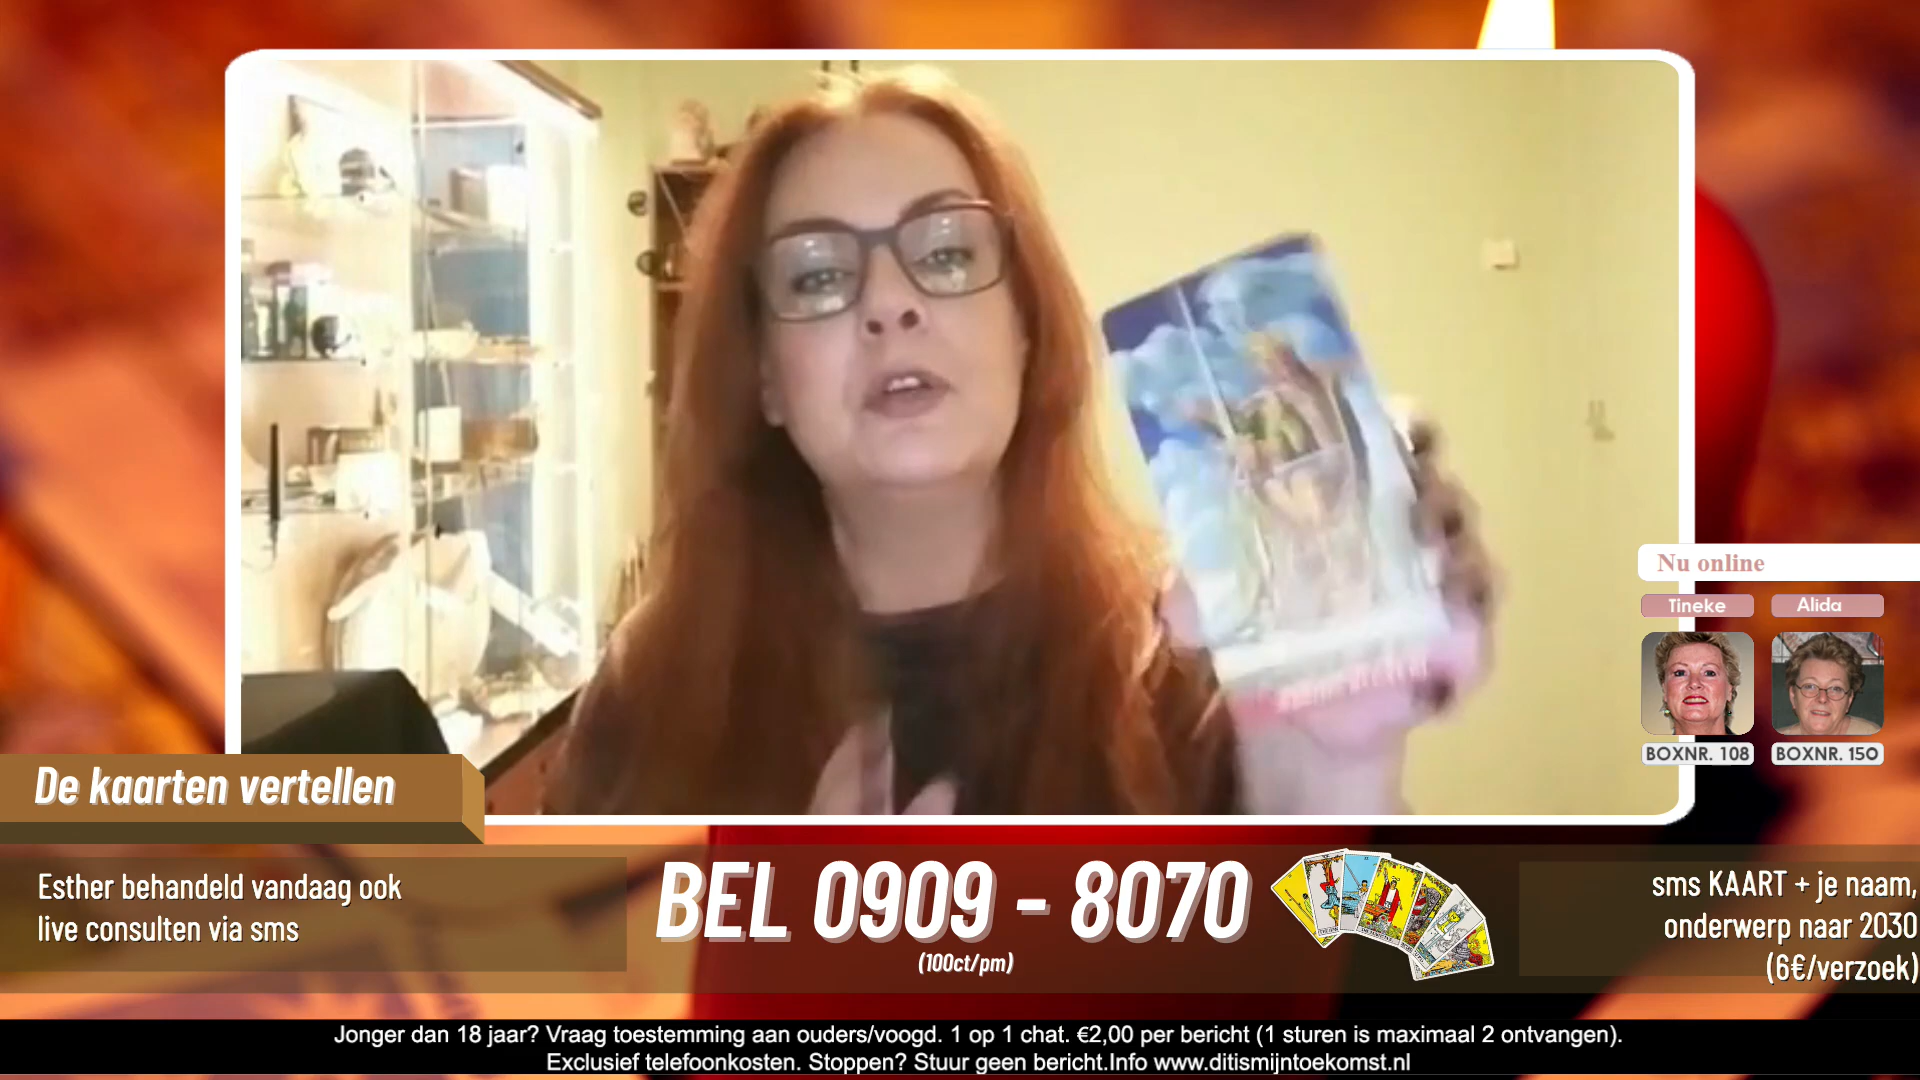 Nu online
Tineke
Alida
BOXNR. 108
BOXNR. 150
De kaarten vertellen
Esther behandeld vandaag ook
live consulten via sms
BEL 0909 - 8070
(100ct/pm)
sms KAART + je naam,
onderwerp naar 2030
(6€/verzoek)
Jonger dan 18 jaar? Vraag toestemming aan ouders/voogd. 1 op 1 chat. €2,00 per bericht (1 sturen is maximaal 2 ontvangen).
Exclusief telefoonkosten. Stoppen? Stuur geen bericht.Info www.ditismijntoekomst.nl